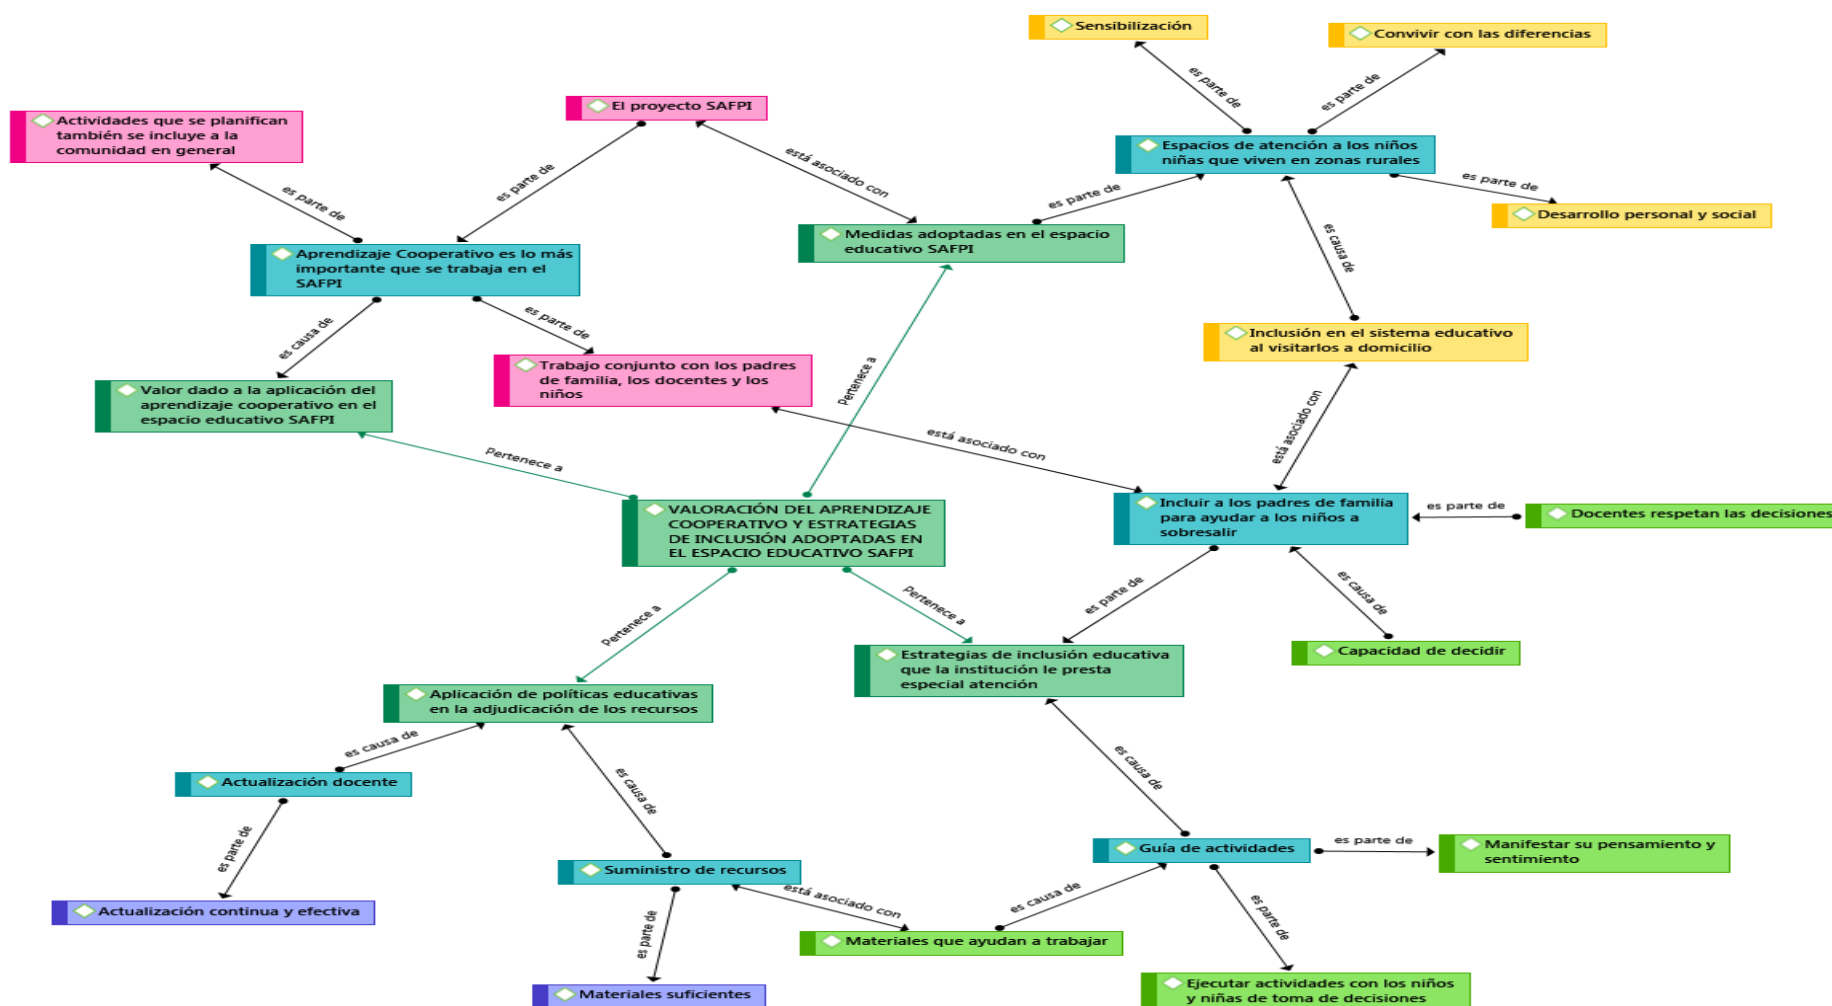 Sensibilización
Convivir con las diferencias
es parte de
es parte de
El proyecto SAFPI
Actividades que se planifican
también se incluye a la
comunidad en general
Espacios de atención a los niños
niñas que viven en zonas rurales
está asociado con
es parte de
es parte de
es parte de
es parte de
Desarrollo personal y social
Medidas adoptadas en el espacio
educativo SAFPI
Aprendizaje Cooperativo es lo más
importante que se trabaja en el
SAFPI
es causa de
es causa de
es parte de
Inclusión en el sistema educativo
al visitarlos a domicilio
Trabajo conjunto con los padres
de familia, los docentes y los
niños
Pertenece a
Valor dado a la aplicación del
aprendizaje cooperativo en el
espacio educativo SAFPI
está asociado con
está asociado con
Pertenece a
VALORACIÓN DEL APRENDIZAJE
COOPERATIVO Y ESTRATEGIAS
DE INCLUSIÓN ADOPTADAS EN
EL ESPACIO EDUCATIVO SAFPI
Incluir a los padres de familia
para ayudar a los niños a
sobresalir
es parte de
Docentes respetan las decisiones
Pertenece a
Pertenece a
es parte de
es causa de
Capacidad de decidir
Estrategias de inclusión educativa
que la institución le presta
especial atención
Aplicación de políticas educativas
en la adjudicación de los recursos
es causa de
es causa de
es causa de
Actualización docente
es parte de
Guía de actividades
es parte de
Manifestar su pensamiento y
sentimiento
Suministro de recursos
está asociado con
es causa de
es parte de
es parte de
Actualización continua y efectiva
Materiales que ayudan a trabajar
Materiales suficientes
Ejecutar actividades con los niños
y niñas de toma de decisiones